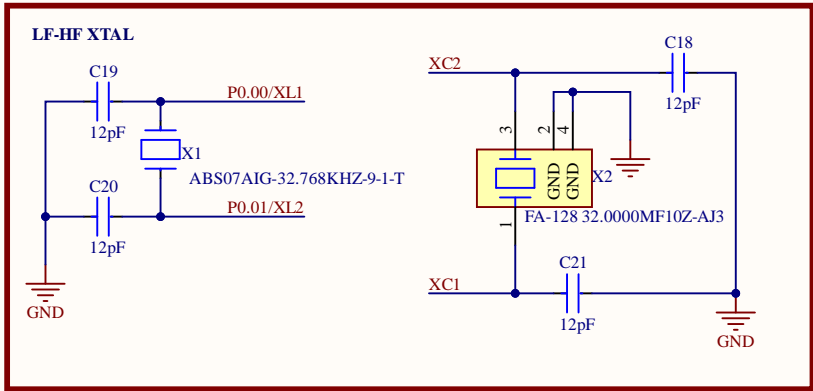 LF-HF XTAL
C19
12pF
P0.00/XL1
X1
ABS07AIG-32.768KHZ-9-1-T
C20
12pF
P0.01/XL2
GND
XC2
C18
12pF
3
2
4
GND
GND
X2
FA-128 32.0000MF10Z-AJ3
1
XC1
C21
12pF
GND